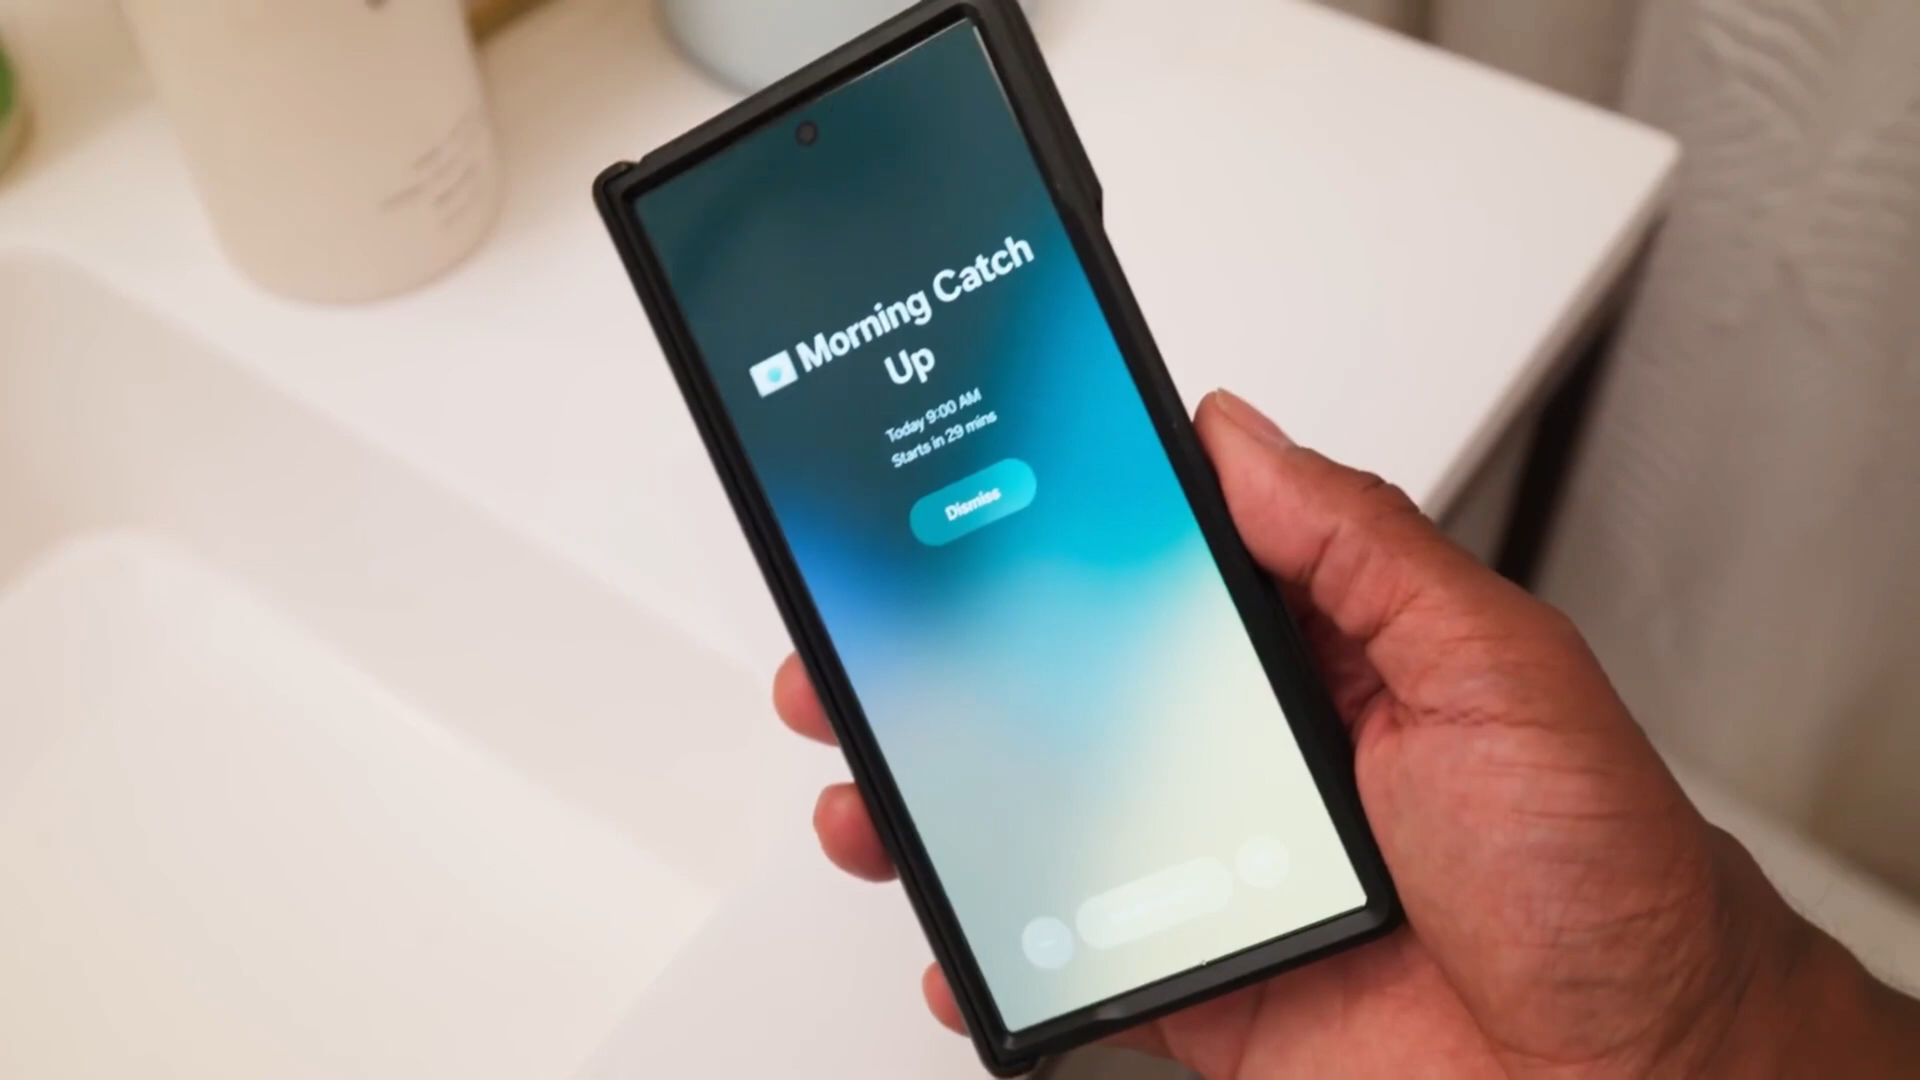 Morning Catch
Up
Today 9:00 AM
Starts in 29 mins
Dismiss